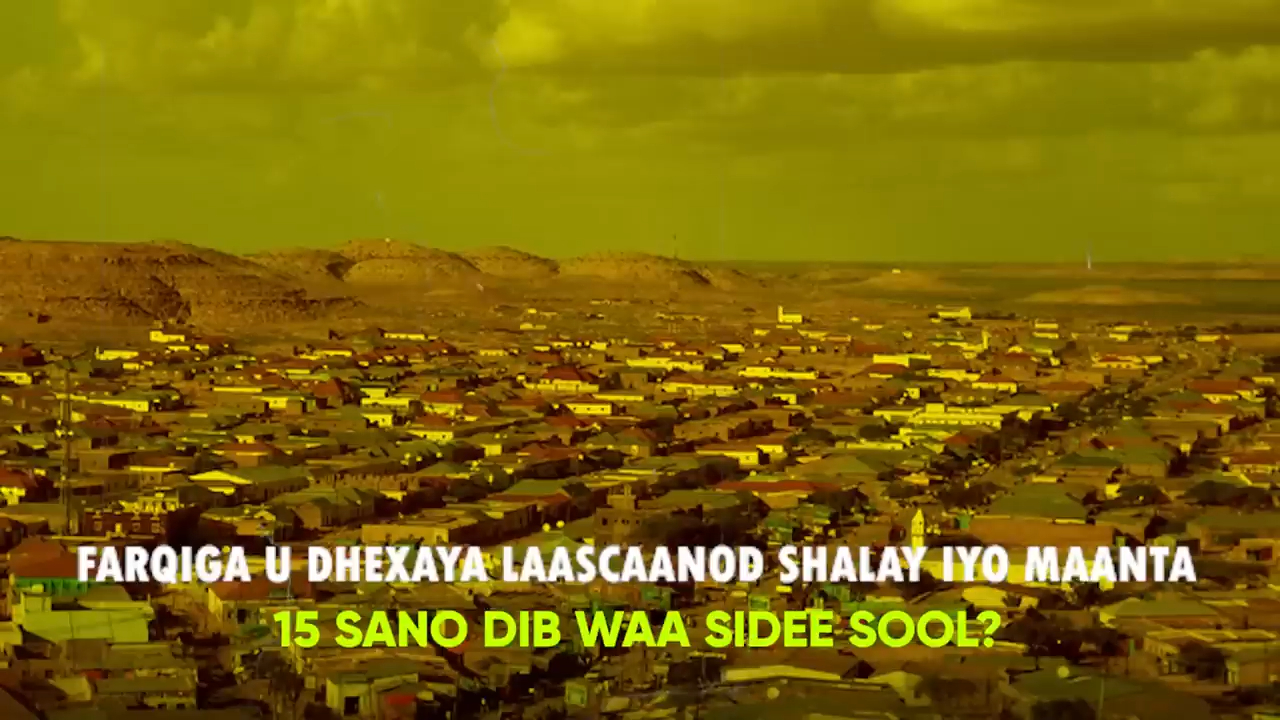 FARQIGA U DHEXAYA LAASCAANOD SHALAY IYO MAANTA
15 SANO DIB WAA SIDEE SOOL?